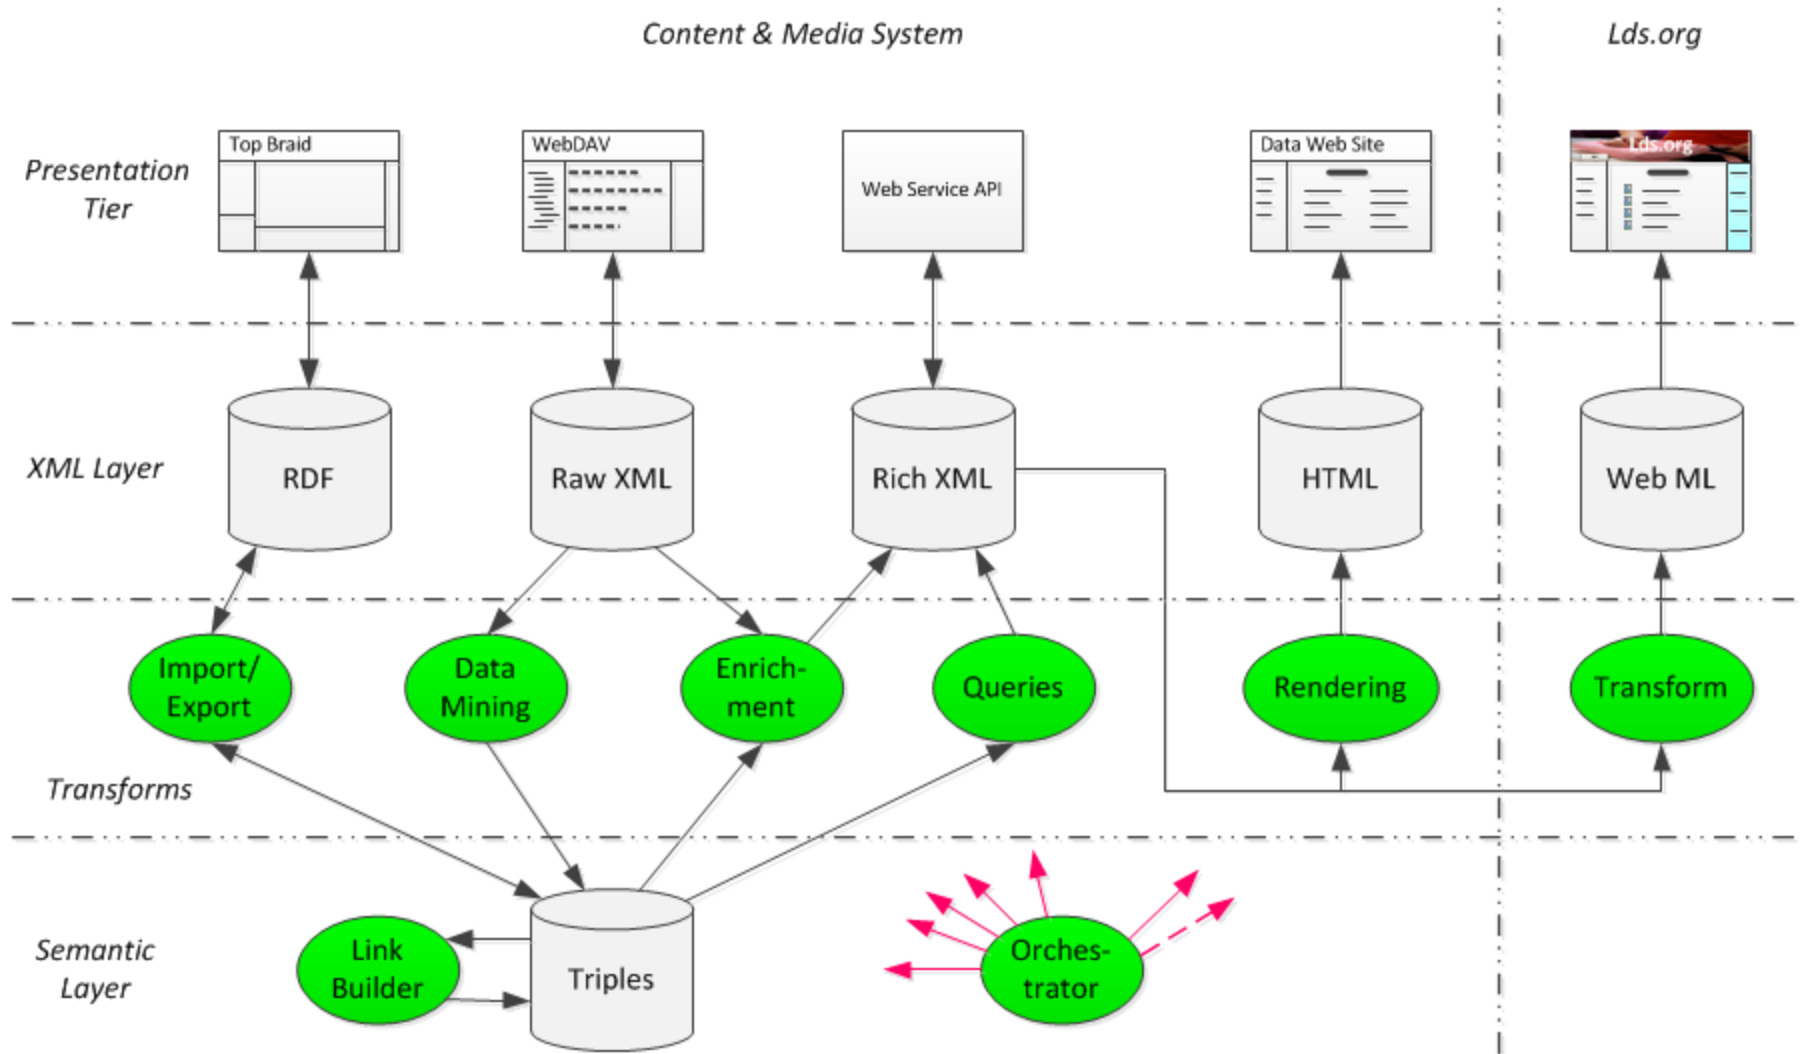 Content & Media System
Lds.org
Presentation
Tier
Top Braid
WebDAV
Web Service API
Data Web Site
Lds.org
XML Layer
RDF
Raw XML
Rich XML
HTML
Web ML
Import/
Export
Data
Mining
Enrich-
ment
Queries
Rendering
Transform
Transforms
Semantic
Layer
Link
Builder
Triples
Orches-
trator